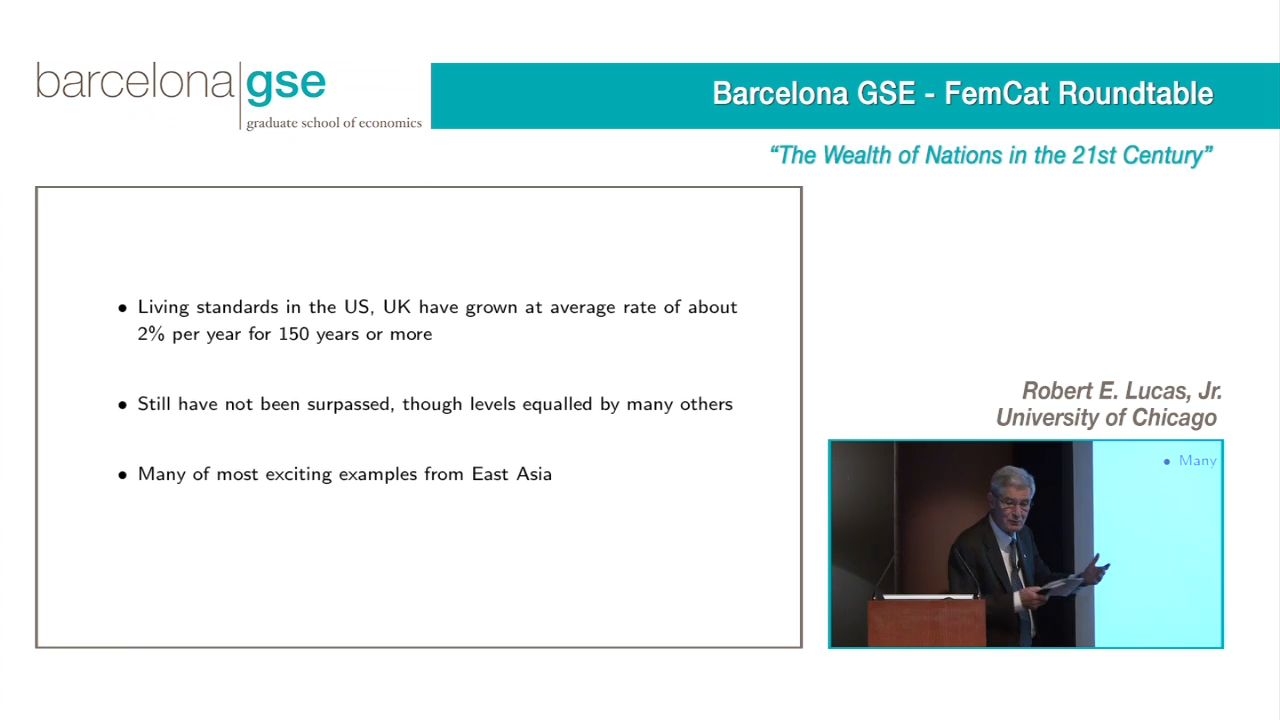 barcelona gse
graduate school of economics
Barcelona GSE - FemCat Roundtable
“The Wealth of Nations in the 21st Century”
• Living standards in the US, UK have grown at average rate of about
2% per year for 150 years or more
• Still have not been surpassed, though levels equalled by many others
• Many of most exciting examples from East Asia
Robert E. Lucas, Jr.
University of Chicago
• Many